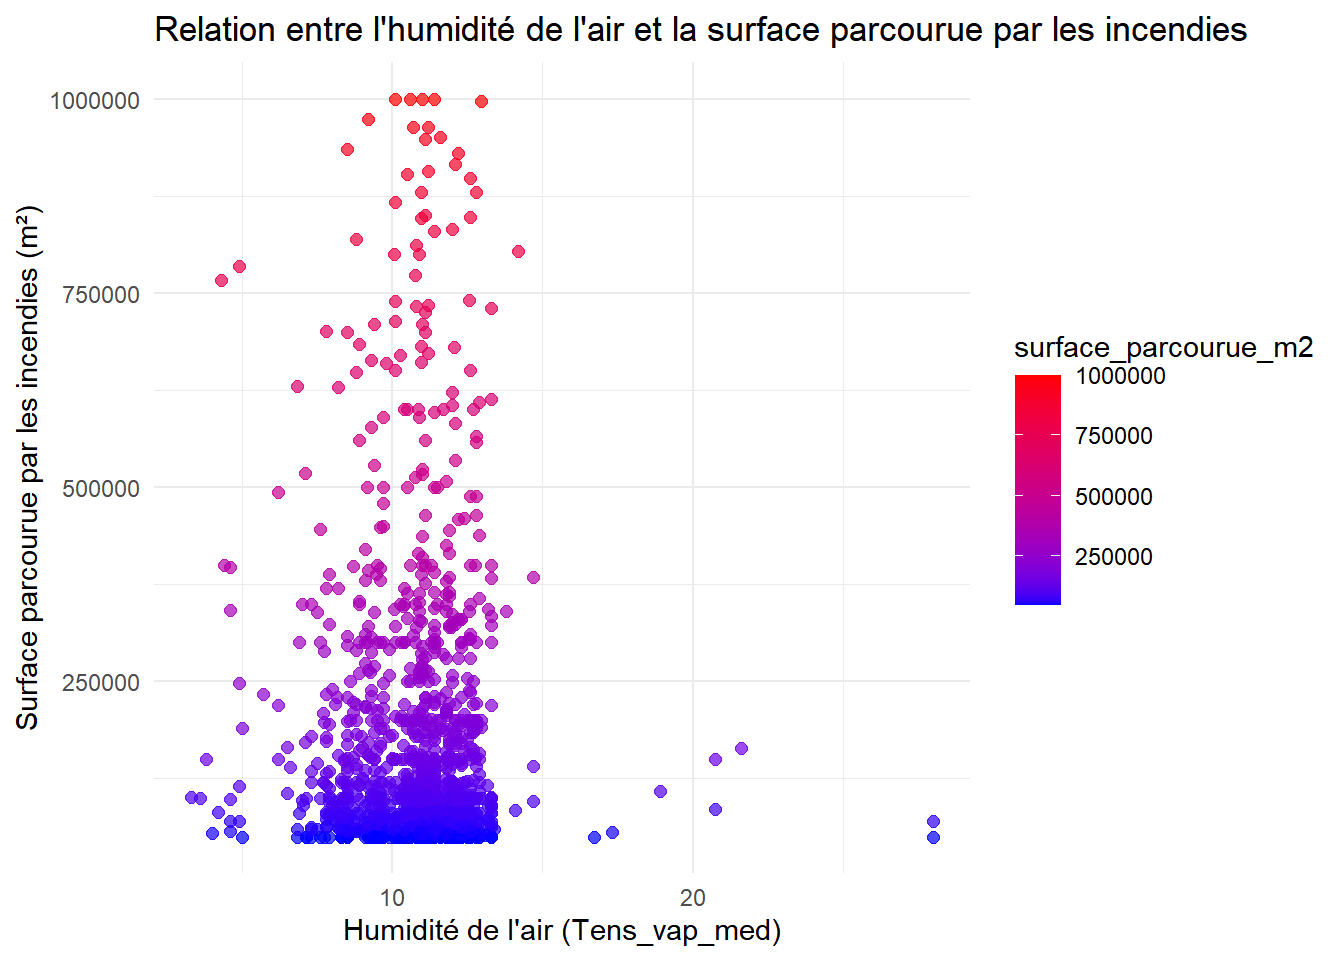 Relation entre l'humidité de l'air et la surface parcourue par les incendies
Surface parcourue par les incendies (m²)
1000000
750000
500000
250000
10
20
Humidité de l'air (Tens_vap_med)
surface_parcourue_m2
1000000
750000
500000
250000